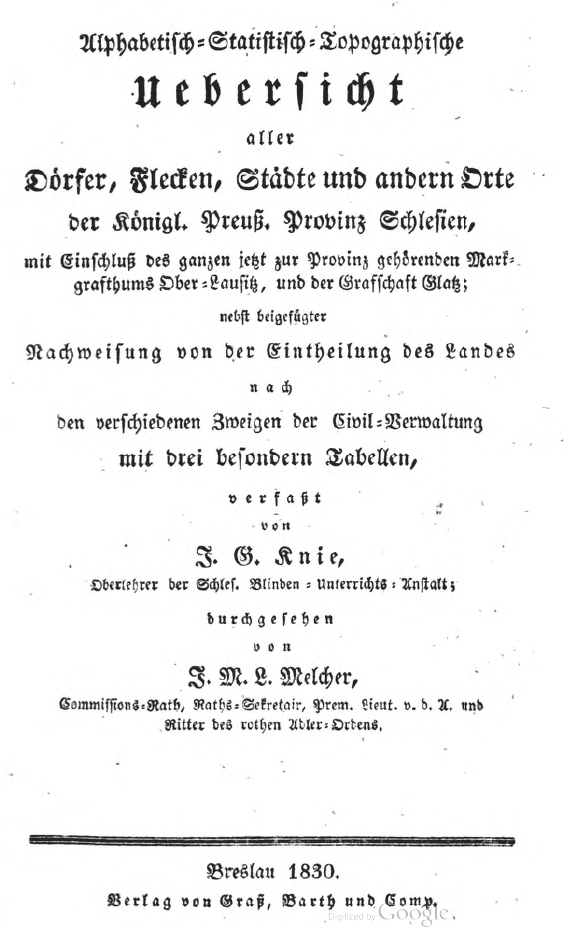 Alphabetisch-Statistisch-Topographische
Uebersicht
aller
Dörfer, Flecken, Städte und andern Orte
der Königl. Preuß. Provinz Schlesien,
mit Einschluß des ganzen jetzt zur Provinz gehörenden Mark-
grafthums Ober-Lausitz, und der Grafschaft Glatz;
nebst beigefügter
Nachweisung von der Eintheilung des Landes
nach
den verschiedenen Zweigen der Civil-Verwaltung
mit drei besondern Tabellen,
verfaßt
von
J. G. Knie,
Oberlehrer der Schles. Blinden-Unterrichts-Anstalt;
durchgesehen
von
J. M. L. Melcher,
Commissions-Rath, Raths-Sekretair, Prem. Lieut. v. d. A. und
Ritter des rothen Adler-Ordens.
Breslau 1830.
Verlag von Graß, Barth und Comp.
Digitized by Google